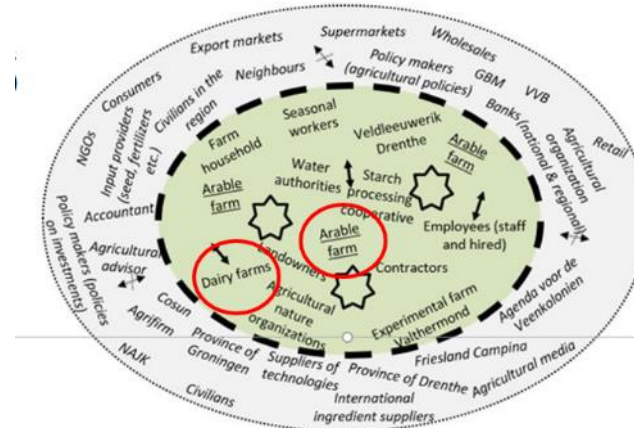 Supermarkets
Export markets
Wholesales
Consumers
Neighbours
Policy makers
(agricultural policies)
GBM
VVB
NGOs
Input providers
(seed, fertilizers
etc.)
Civilians in the
region
Banks (national & regional)
Agricultural
organization
Retail
Farm
household
Seasonal
workers
Veldleeuwerik
Drenthe
Arable
farm
Arable
farm
Water
authorities
Starch
processing
cooperative
Accountant
Policy makers (policies
on investments)
Agricultural
advisor
Arable
farm
Employees (staff
and hired)
Dairy farms
Landowners
Contractors
Agricultural
nature
organizations
Experimental farm
Valthermond
Agenda voor de
Veenkolonien
Cosun
Agrifirm
Province of
Groningen
Suppliers of
technologies
Province of Drenthe
Friesland Campina
Agricultural media
NAJK
Civilians
International
ingredient suppliers